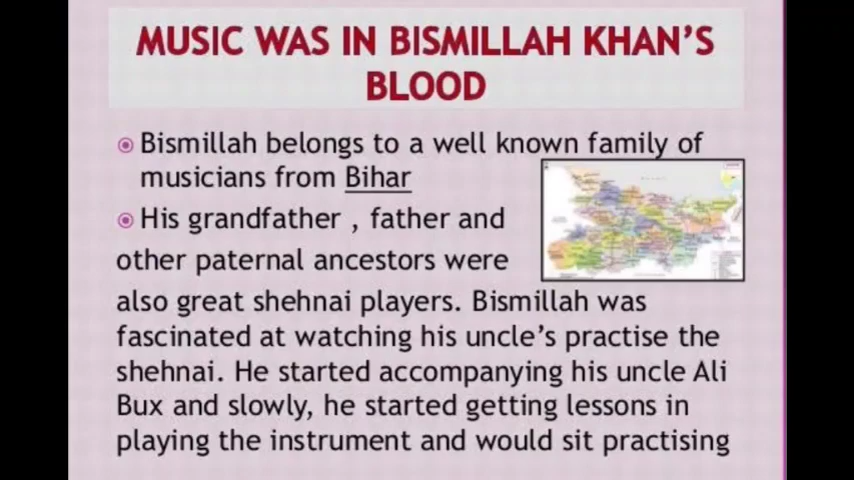 MUSIC WAS IN BISMILLAH KHAN'S
BLOOD
Bismillah belongs to a well known family of
musicians from Bihar
His grandfather , father and
other paternal ancestors were
also great shehnai players. Bismillah was
fascinated at watching his uncle's practise the
shehnai. He started accompanying his uncle Ali
Bux and slowly, he started getting lessons in
playing the instrument and would sit practising